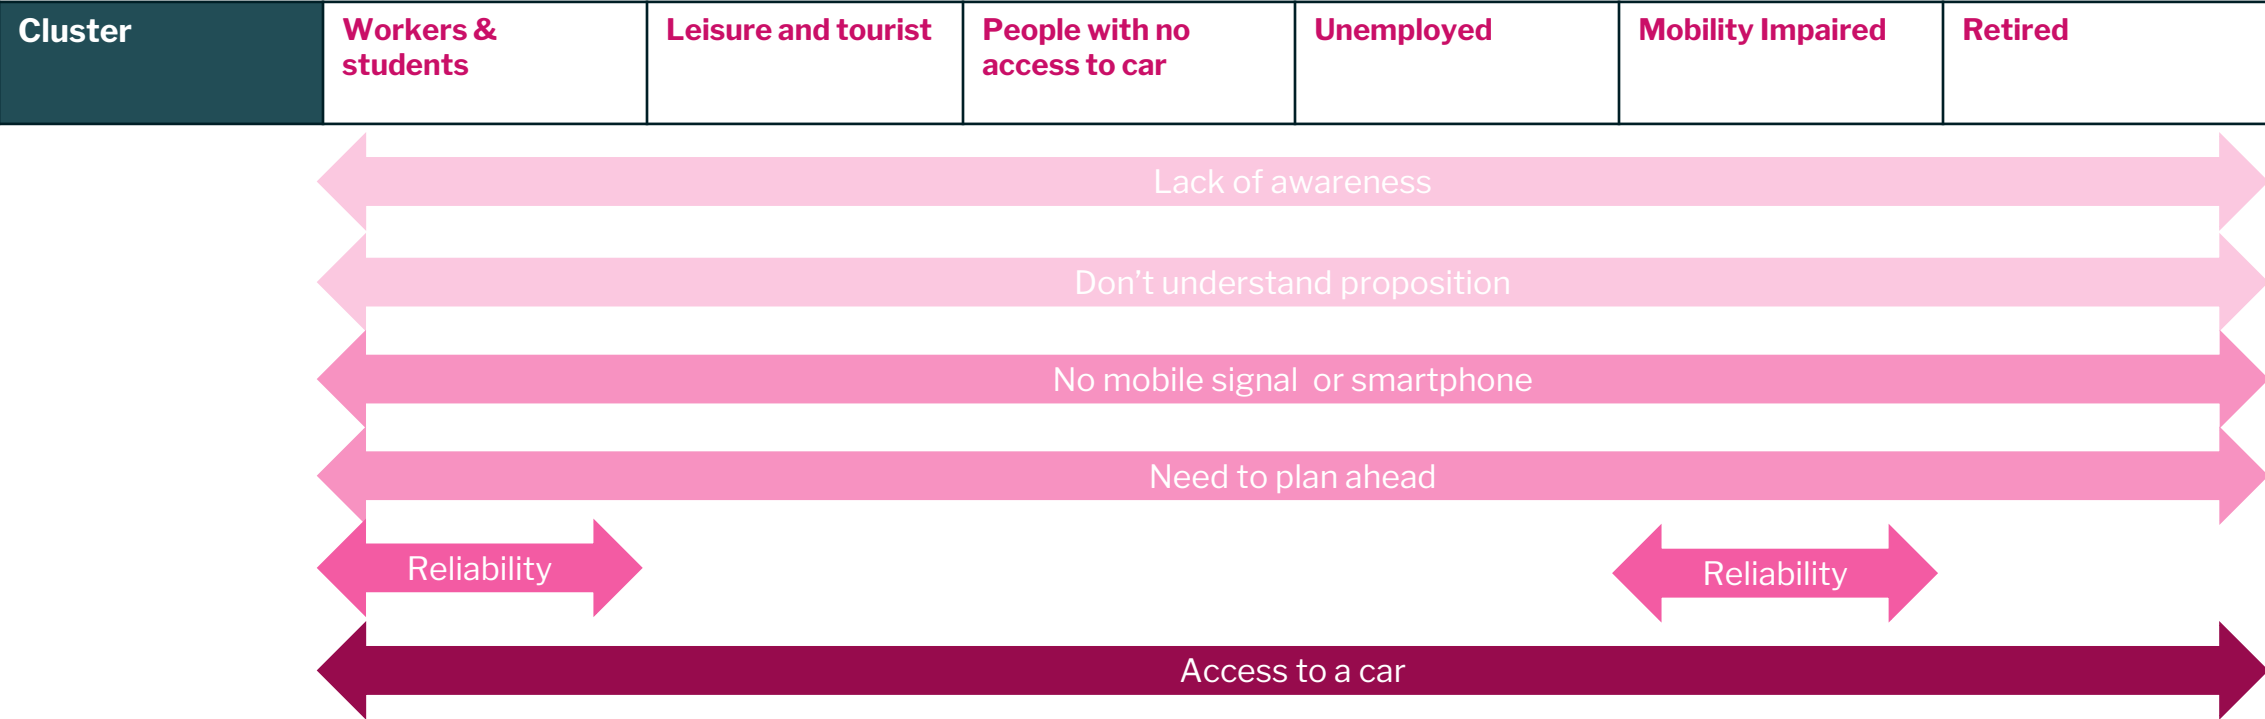 Cluster
Workers &
students
Leisure and tourist
People with no
access to car
Unemployed
Mobility Impaired
Retired
Lack of awareness
Don’t understand proposition
No mobile signal  or smartphone
Need to plan ahead
Reliability
Reliability
Access to a car